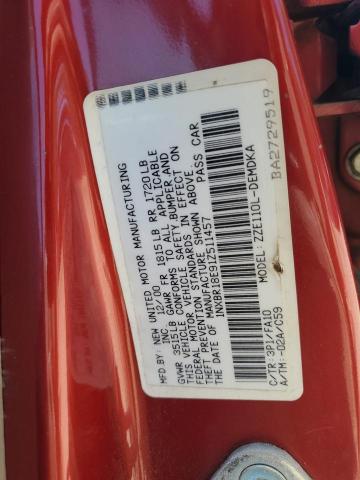 MFD.BY: NEW UNITED MOTOR MANUFACTURING
INC. 12/00
GVWR 3515LB GAWR FR 1815LB RR 1720LB
THIS VEHICLE CONFORMS TO ALL APPLICABLE
FEDERAL MOTOR VEHICLE SAFETY,BUMPER,AND
THEFT PREVENTION STANDARDS IN EFFECT ON
THE DATE OF MANUFACTURE SHOWN ABOVE.
1NXBR18E91Z511457 PASS CAR
MODEL: ZZE110L-DEMDKA
BA2729519
C/TR: 3P1/FA10
A/TM: -02A/C59